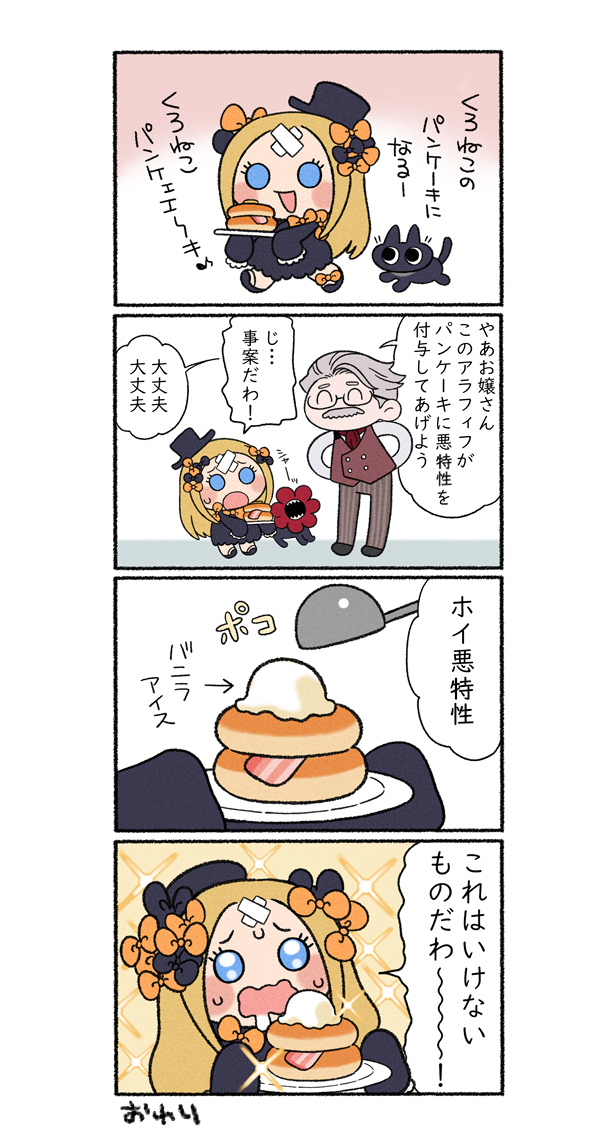 くろねこの
パンケーキに
なるー
くろねこ
パンケェエーキ♪
やあお嬢さん
このアラフィフが
パンケーキに悪特性を
付与してあげよう
じ…
事案だわ！
シャーッ
大丈夫
大丈夫
ホイ悪特性
ポコ
バニラ
アイス
→
これはいけない
ものだわ～～～～！
おわり